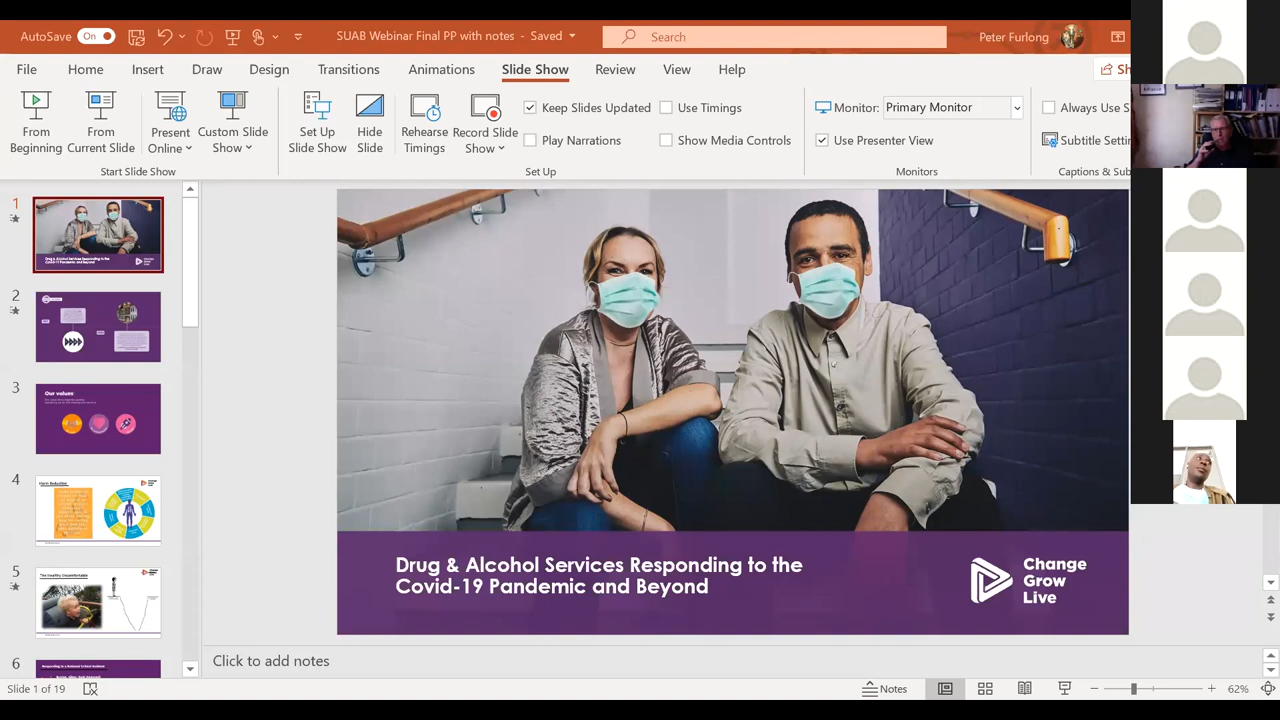 AutoSave On SUAB Webinar Final PP with notes - Saved Search Peter Furlong
File Home Insert Draw Design Transitions Animations Slide Show Review View Help Sh
From Beginning
From Current Slide
Present Online
Custom Slide Show
Start Slide Show
Set Up Slide Show
Hide Slide
Rehearse Timings
Record Slide Show
Keep Slides Updated
Play Narrations
Use Timings
Show Media Controls
Set Up
Monitor: Primary Monitor
Use Presenter View
Monitors
Always Use S
Subtitle Settin
Captions & Sub
1
2
3
Our values
4
Harm Reduction
5
The Healthy Uncomfortable
6
Drug & Alcohol Services Responding to the
Covid-19 Pandemic and Beyond
Change
Grow
Live
Click to add notes
Slide 1 of 19 Notes 62%